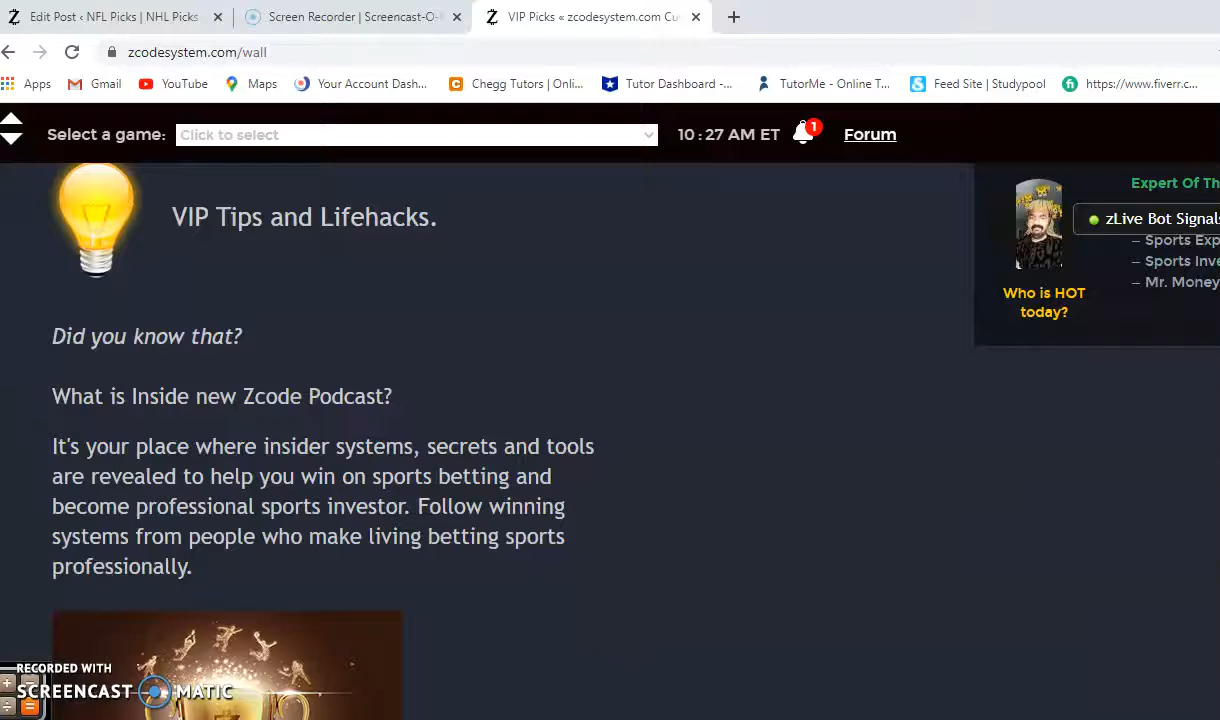 Edit Post ‹ NFL Picks | NHL Picks
Screen Recorder | Screencast-O-
VIP Picks « zcodesystem.com Cu
zcodesystem.com/wall
Apps
Gmail
YouTube
Maps
Your Account Dash...
Chegg Tutors | Onli...
Tutor Dashboard -...
TutorMe - Online T...
Feed Site | Studypool
https://www.fiverr.c...
Select a game:
Click to select
10:27 AM ET
1
Forum
VIP Tips and Lifehacks.
Expert Of Th
zLive Bot Signals
– Sports Exp
– Sports Inve
– Mr. Money
Who is HOT
today?
Did you know that?
What is Inside new Zcode Podcast?
It's your place where insider systems, secrets and tools
are revealed to help you win on sports betting and
become professional sports investor. Follow winning
systems from people who make living betting sports
professionally.
RECORDED WITH
SCREENCAST MATIC